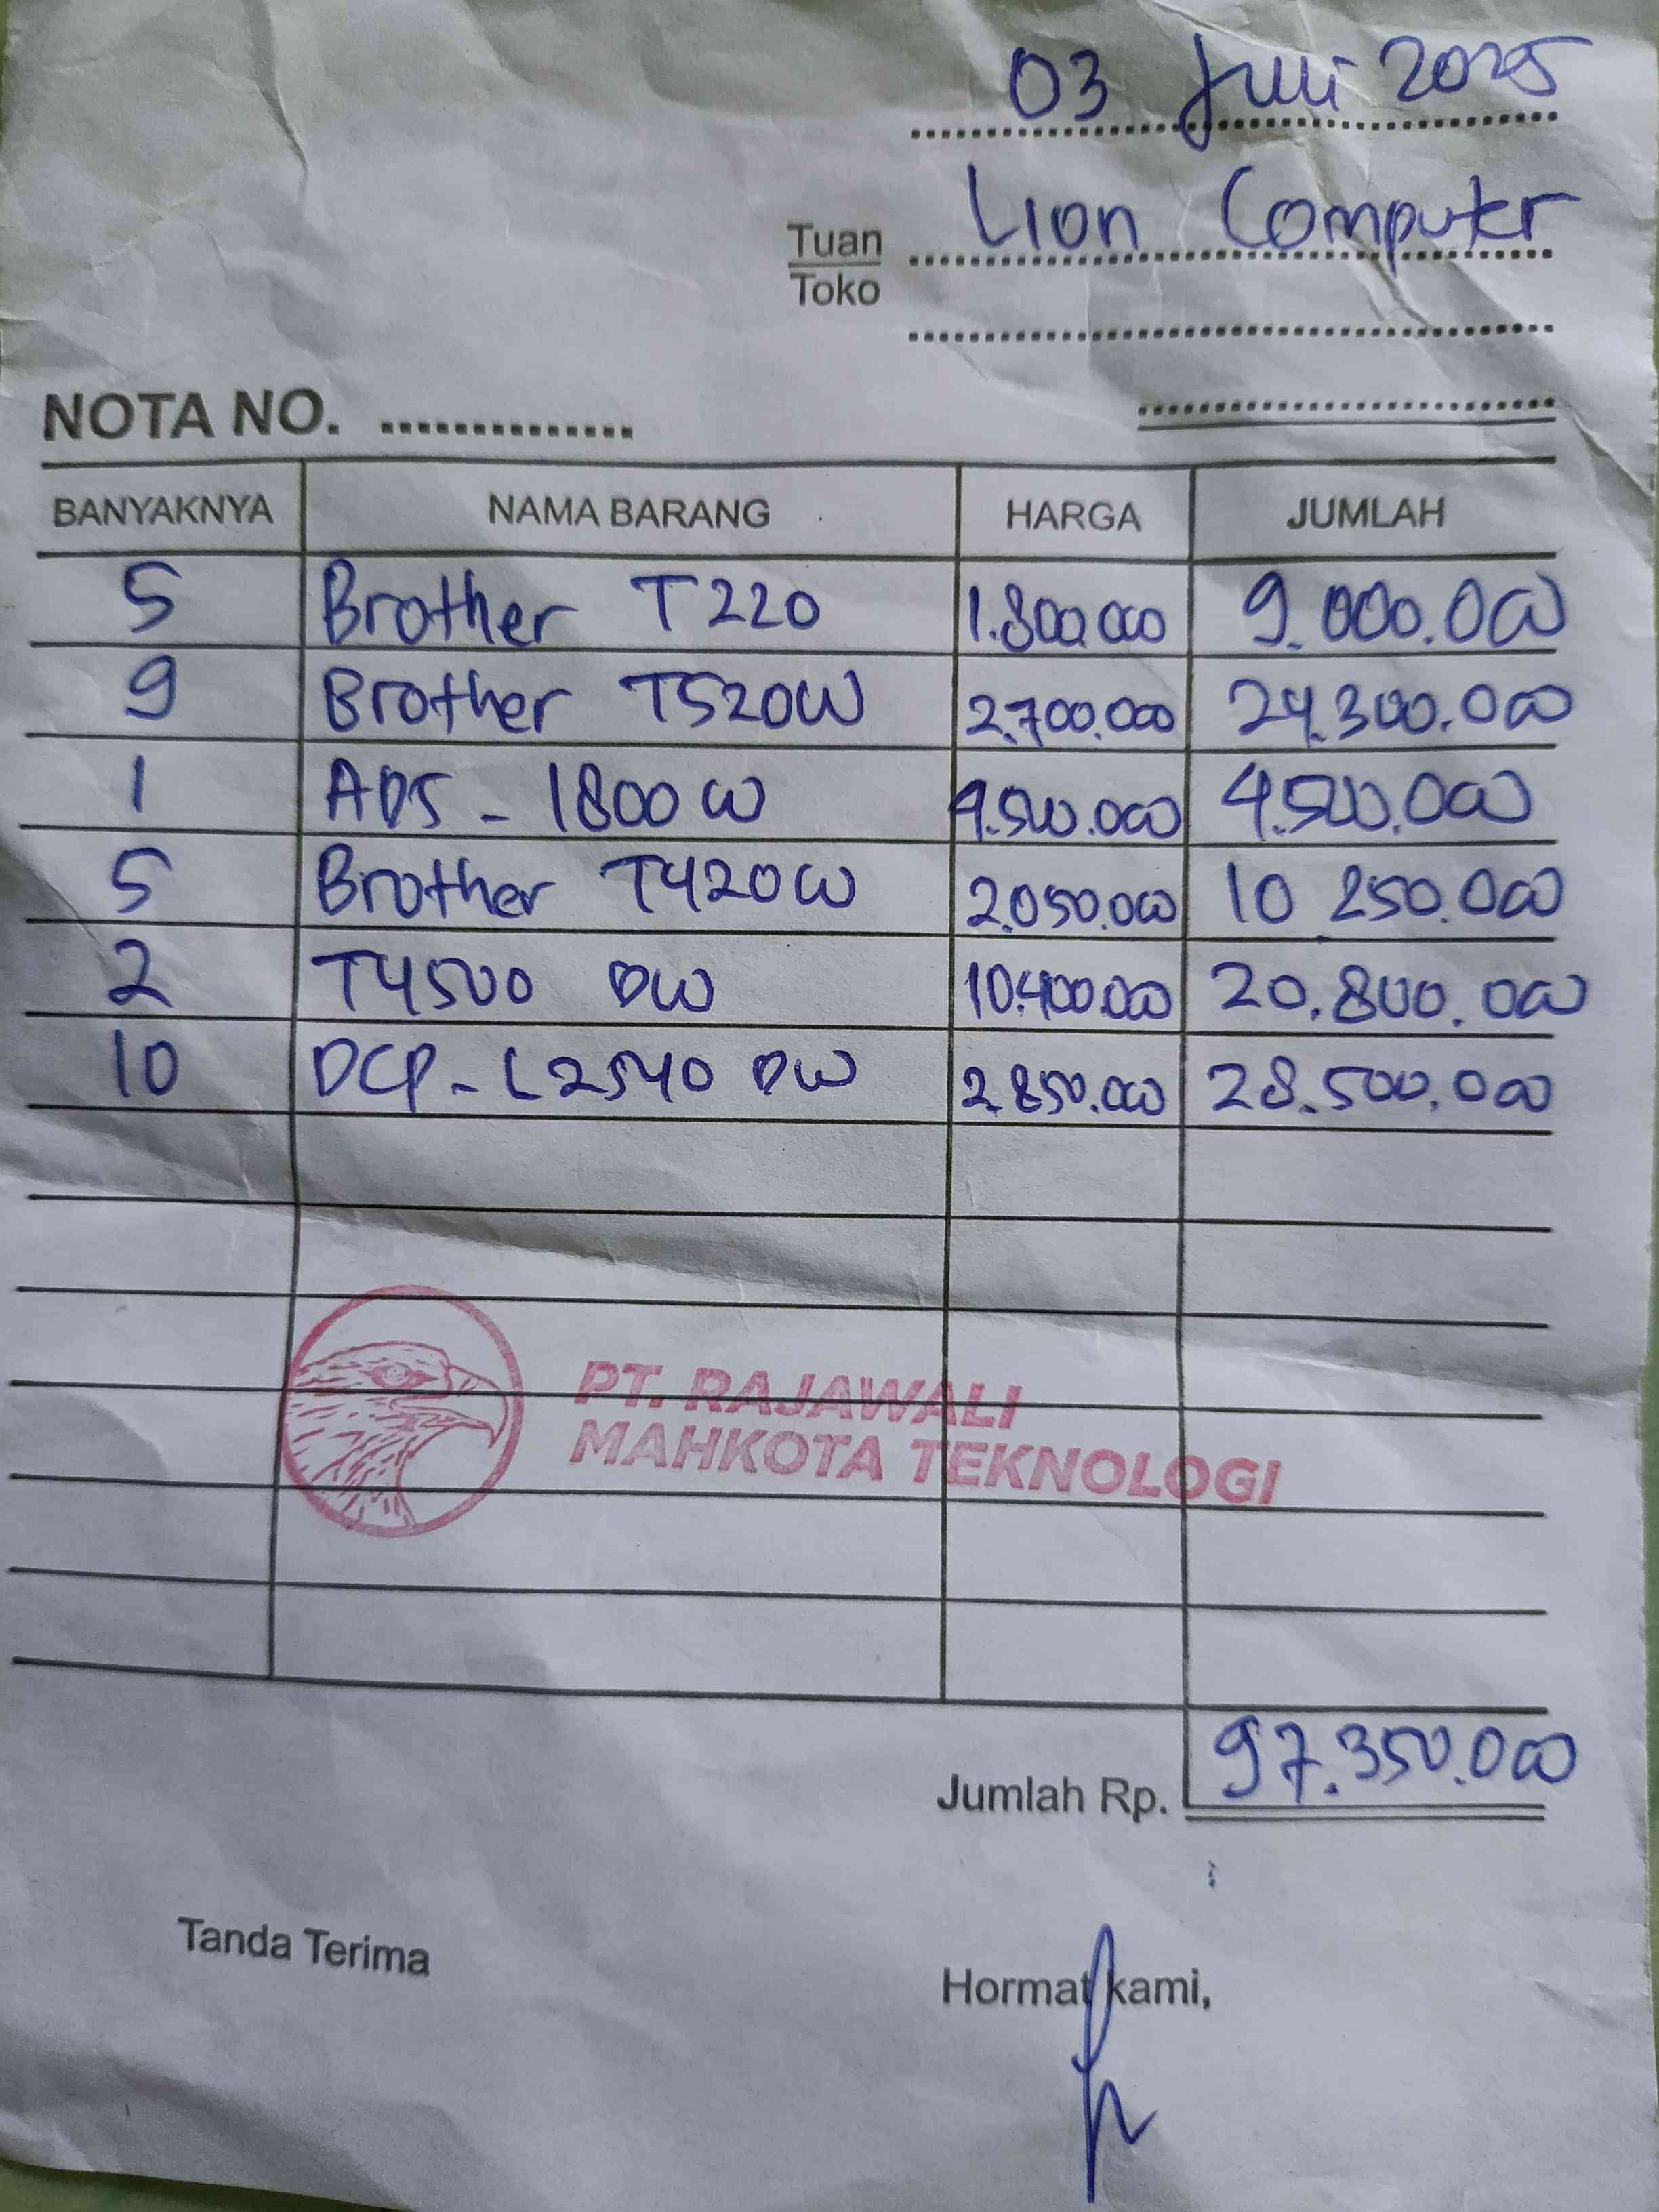 03 Juli 2025
Tuan Lion Computer
Toko
NOTA NO.
BANYAKNYA NAMA BARANG HARGA JUMLAH
5 Brother T220 1.800.000 9.000.000
9 Brother T520W 2.700.000 24.300.000
1 ADS - 1800 W 4.500.000 4.500.000
5 Brother T420W 2.050.000 10 250.000
2 T4500 DW 10.400.000 20.800.000
10 DCP - L2540 DW 2.850.000 28.500.000
PT. RAJAWALI
MAHKOTA TEKNOLOGI
Jumlah Rp. 97.350.000
Tanda Terima Hormat kami,